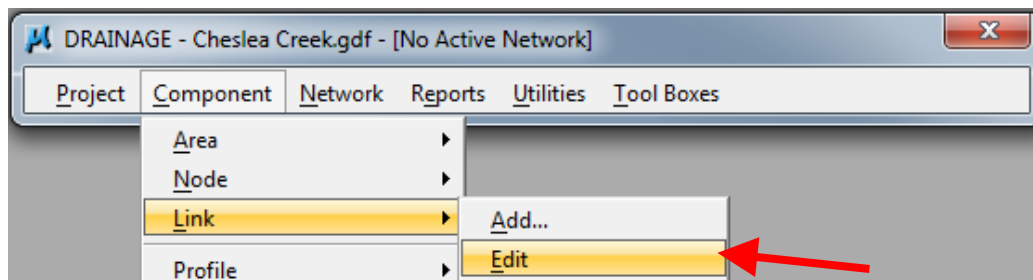 DRAINAGE - Cheslea Creek.gdf - [No Active Network]
Project Component Network Reports Utilities Tool Boxes
Area
Node
Link
Add...
Edit
Profile